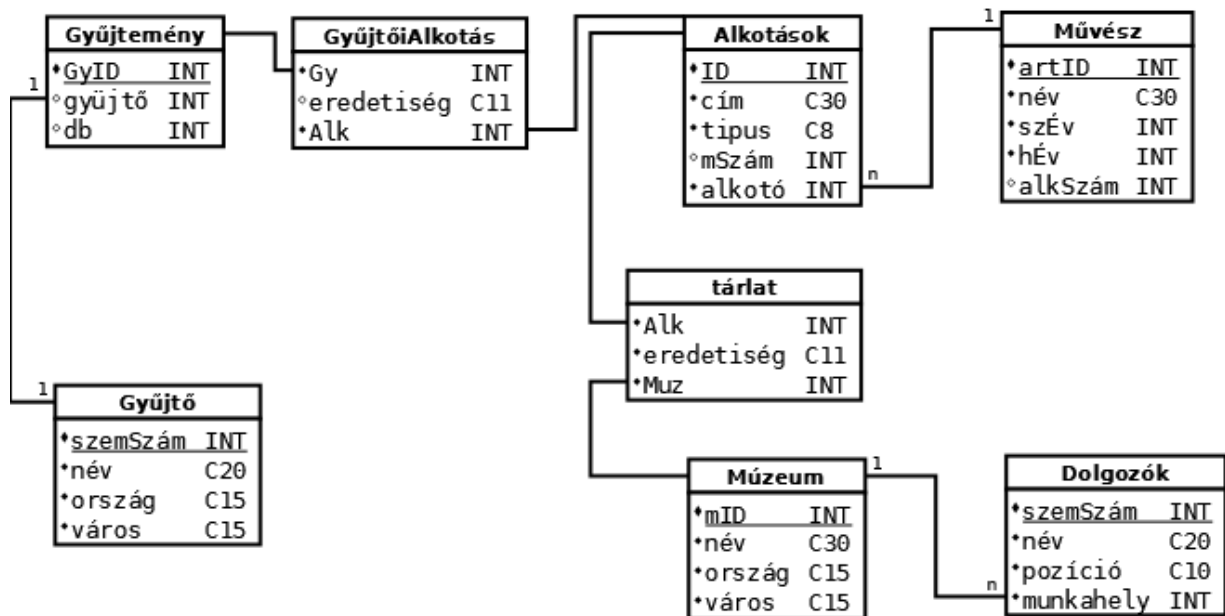 Gyűjtemény
GyID INT
gyüjtő INT
db INT
GyűjtőiAlkotás
Gy INT
eredetiség C11
Alk INT
Alkotások
ID INT
cím C30
tipus C8
mSzám INT
alkotó INT
Művész
artID INT
név C30
szÉv INT
hÉv INT
alkSzám INT
1
1
n
tárlat
Alk INT
eredetiség C11
Muz INT
1
Gyűjtő
szemSzám INT
név C20
ország C15
város C15
Múzeum
mID INT
név C30
ország C15
város C15
1
n
Dolgozók
szemSzám INT
név C20
pozíció C10
munkahely INT